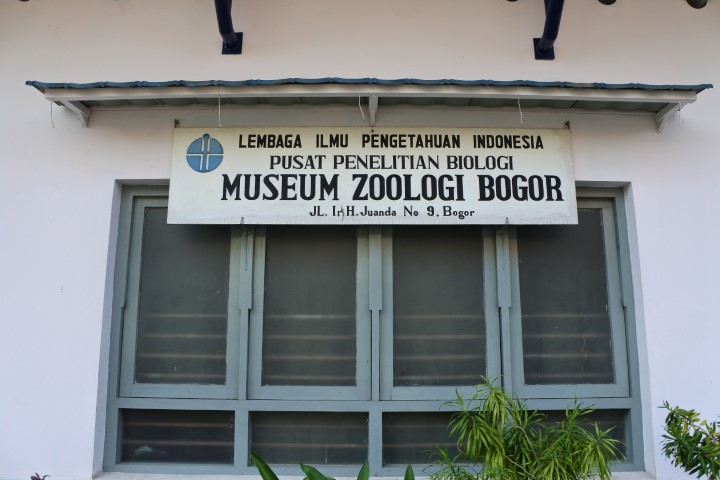 LEMBAGA ILMU PENGETAHUAN INDONESIA
PUSAT PENELITIAN BIOLOGI
MUSEUM ZOOLOGI BOGOR
JL. Ir. H. Juanda No 9, Bogor